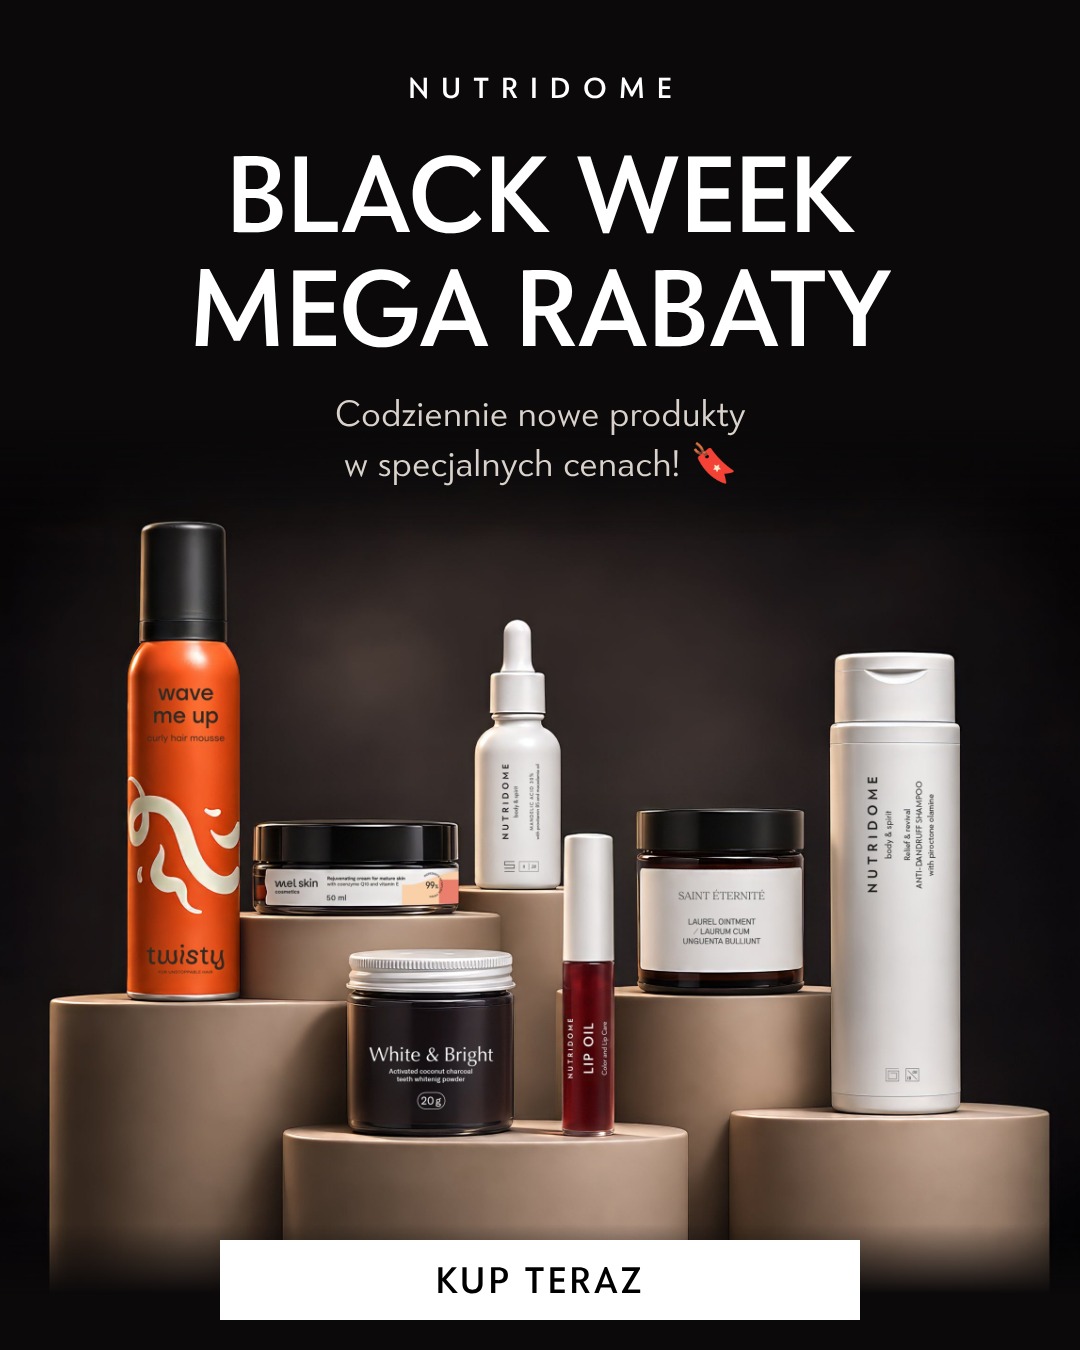 NUTRIDOME
BLACK WEEK
MEGA RABATY
Codziennie nowe produkty
w specjalnych cenach!
wave
me up
curly hair mousse
twisty
NUTRIDOME
body & spirit
MANDELIC ACID
mel skin
cosmetics
Rejuvenating cream for mature skin
with coenzyme Q10 and vitamin E
50 ml
99%
SAINT ÉTERNITÉ
LAUREL OINTMENT
/ LAURUM CUM
UNGUENTA BULLIUNT
NUTRIDOME
body & spirit
Relief & revival
ANTI-DANDRUFF SHAMPOO
with piroctone olamine
White & Bright
Activated coconut charcoal
teeth whitenig powder
20g
NUTRIDOME
LIP OIL
Color and Lip Care
KUP TERAZ